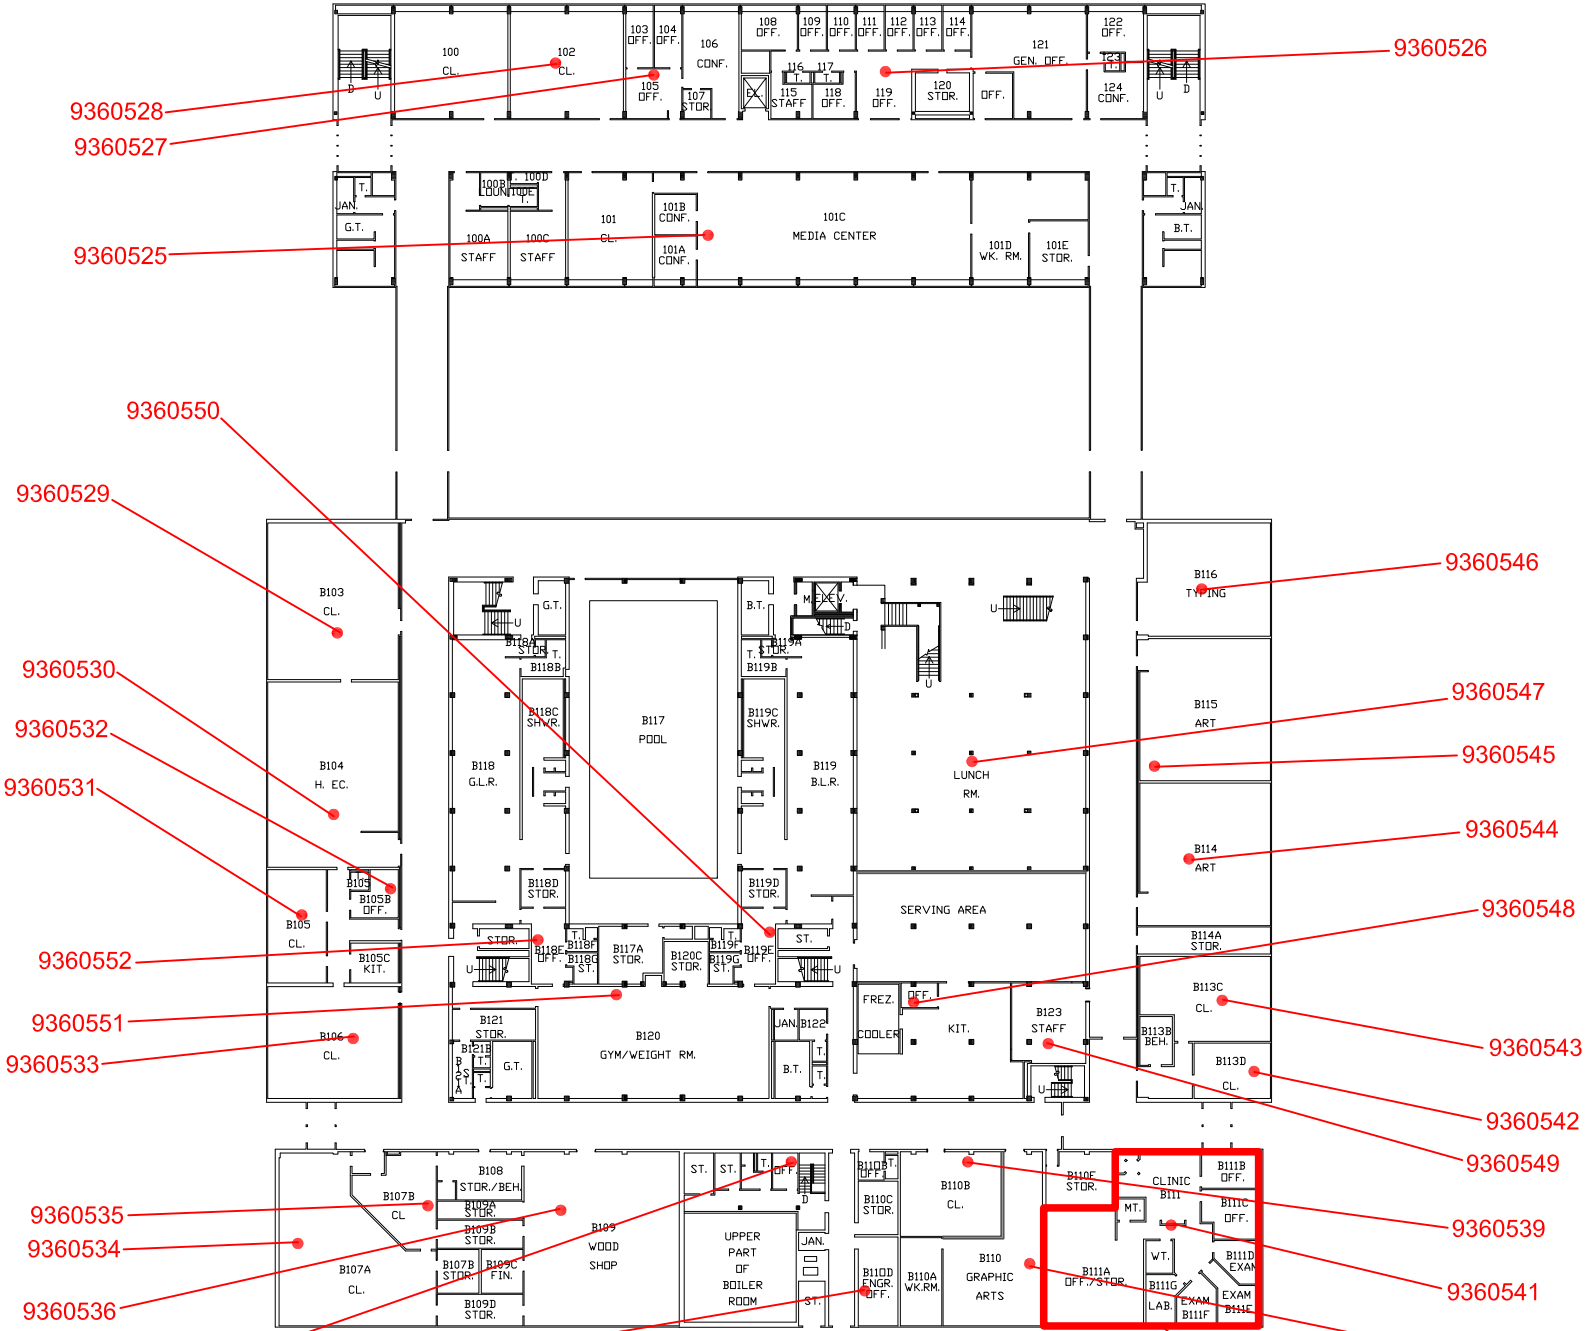 108 OFF.
109 OFF.
110 OFF.
111 OFF.
112 OFF.
113 OFF.
114 OFF.
122 OFF.
103 OFF.
104 OFF.
106 CONF.
100 CL.
102 CL.
121 GEN. OFF.
9360526
123 T.
116 T.
117 T.
105 OFF.
107 STOR.
EL.
115 STAFF
118 OFF.
119 OFF.
120 STOR.
OFF.
124 CONF.
D
U
U
D
9360528
9360527
T.
JAN.
G.T.
100B
LOUNGE
100D
T.
100A STAFF
100C STAFF
101 CL.
101B CONF.
101A CONF.
101C
MEDIA CENTER
101D WK. RM.
101E STOR.
T.
JAN.
B.T.
9360525
9360550
9360529
9360546
B103
CL.
G.T.
U
B.T.
M.ELEV.
D
U
U
B116
TYPING
B118A STOR.
T.
B118B
B119A STOR.
T.
B119B
9360530
9360547
9360532
B118C SHWR.
B117
POOL
B119C SHWR.
B115
ART
9360545
B104
H. EC.
B118
G.L.R.
B119
B.L.R.
LUNCH
RM.
9360531
9360544
B114
ART
T.
B105
B105B OFF.
B118D STOR.
B119D STOR.
SERVING AREA
9360548
B105
CL.
B105C KIT.
STOR.
U
B118E OFF.
T.
B118F
B118G ST.
B117A STOR.
B120C STOR.
T.
B119F
B119G ST.
B119E OFF.
ST.
U
B114A STOR.
9360552
FREZ.
OFF.
COOLER
KIT.
B123
STAFF
B113C
CL.
B113B BEH.
B113D
CL.
9360551
B121 STOR.
B121B
T.
T.
G.T.
B120
GYM/WEIGHT RM.
JAN.
B122
B.T.
T.
T.
U
9360543
B106
CL.
9360533
9360542
9360549
B107B
CL
B108
STOR./BEH.
B109A STOR.
B109B STOR.
B107B STOR.
B109C FIN.
B109D STOR.
B109
WOOD
SHOP
ST.
ST.
T.
OFF.
D
JAN.
ST.
UPPER
PART
OF
BOILER
ROOM
B110B OFF.
T.
B110C STOR.
B110D ENGR. OFF.
B110B
CL.
B110A WK.RM.
B110
GRAPHIC
ARTS
B110E STOR.
CLINIC
B111
B111B OFF.
B111C OFF.
MT.
WT.
B111D EXAM
B111A OFF./STOR.
B111G
LAB.
EXAM B111F
EXAM B111E
9360535
9360534
B107A
CL.
9360536
9360539
9360541